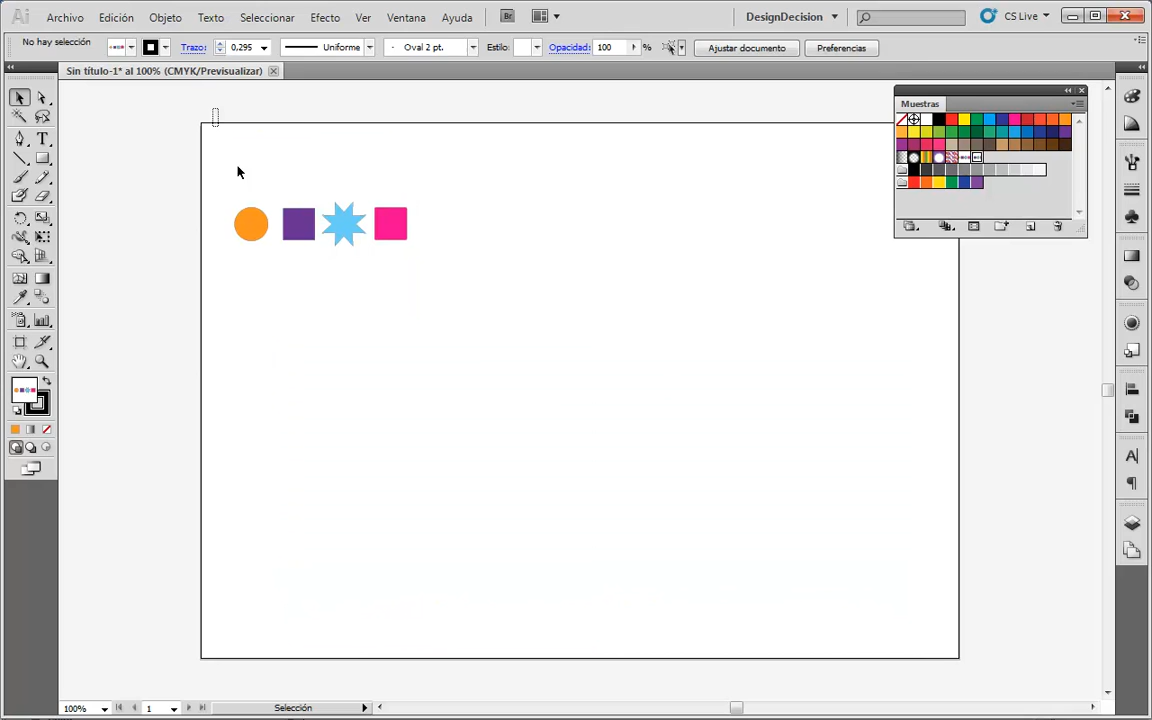 Ai Archivo Edición Objeto Texto Seleccionar Efecto Ver Ventana Ayuda Br DesignDecision CS Live
No hay selección Trazo: 0,295 Uniforme Oval 2 pt. Estilo: Opacidad: 100 % Ajustar documento Preferencias
Sin título-1* al 100% (CMYK/Previsualizar)
Muestras
100% 1 Selección